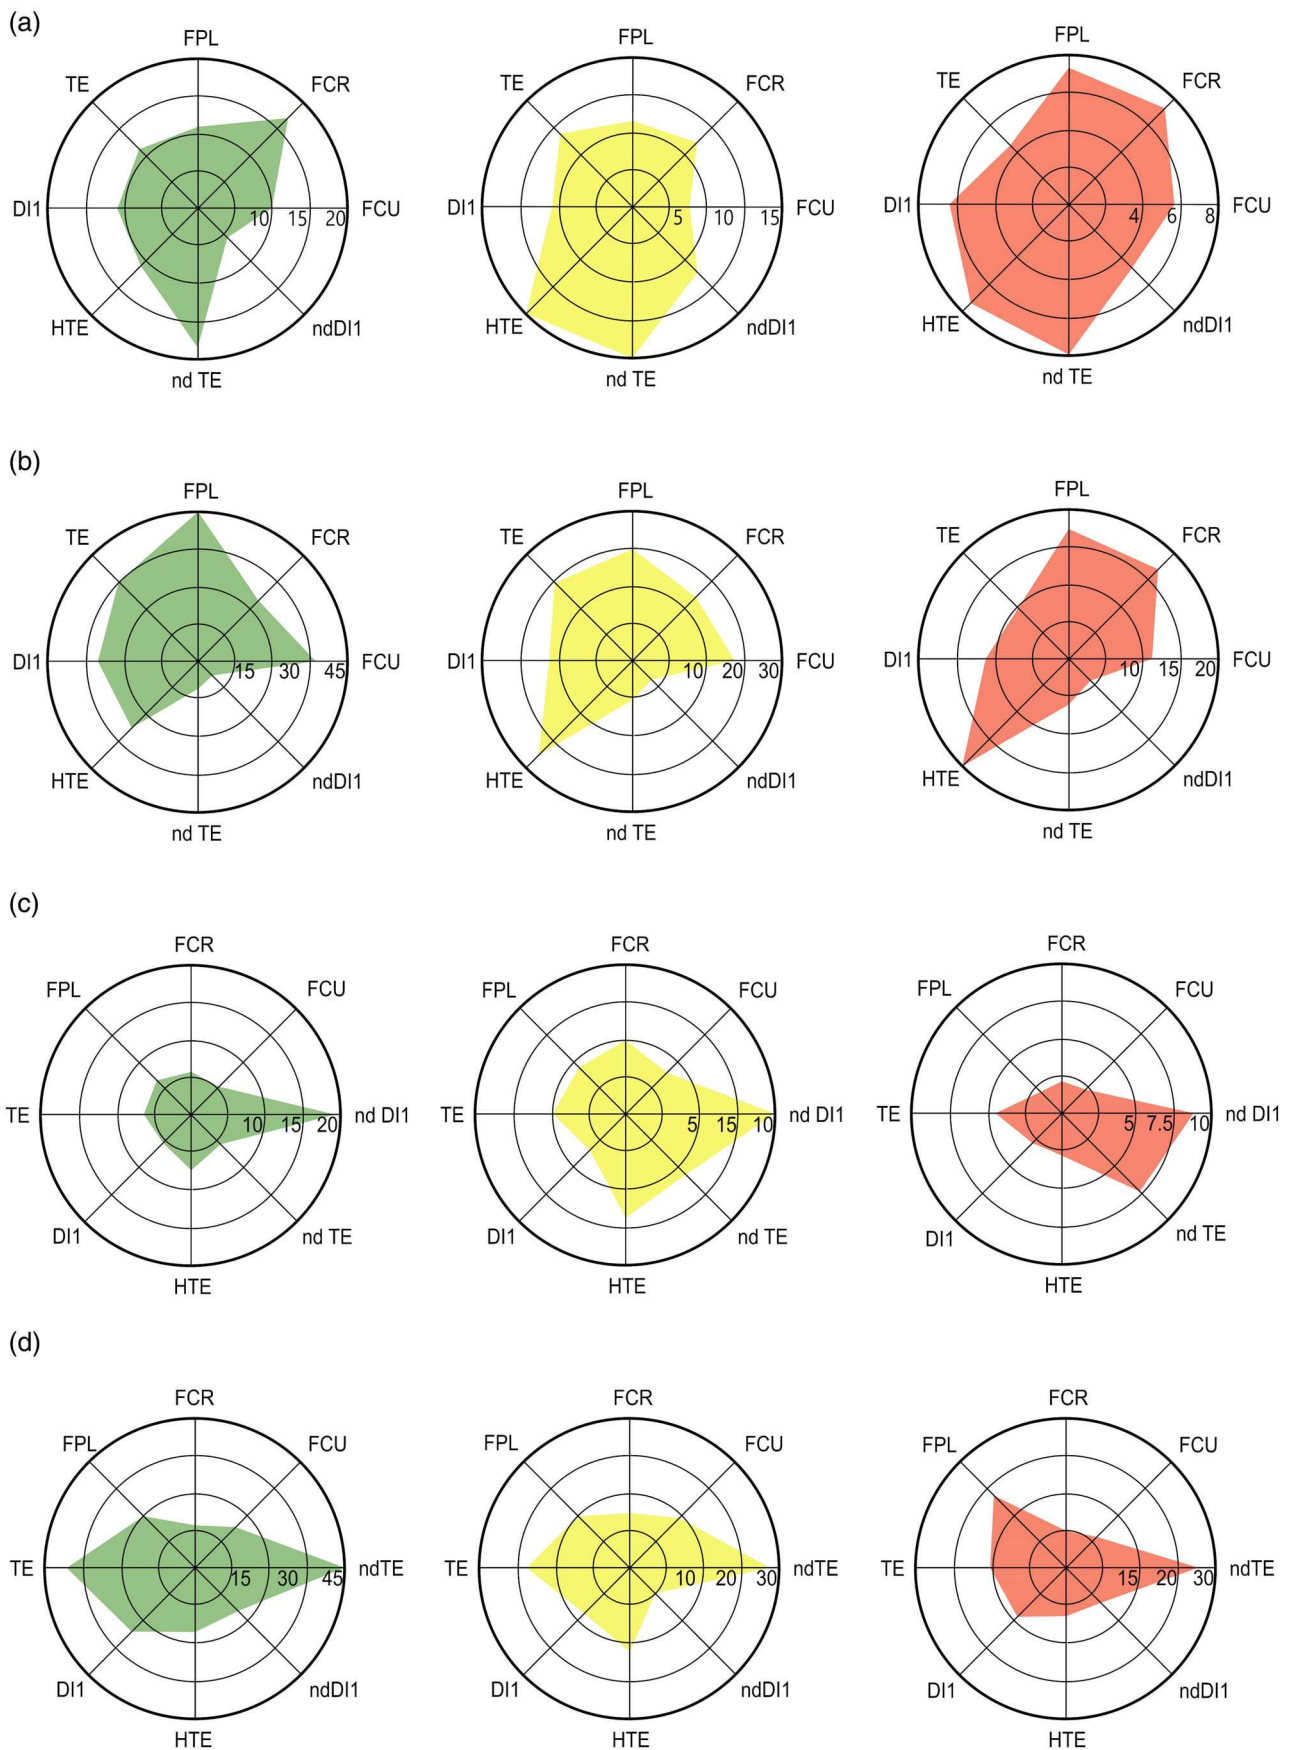 (a)
FPL
FCR
FCU
ndDI1
nd TE
HTE
DI1
TE
10 15 20
FPL
FCR
FCU
ndDI1
nd TE
HTE
DI1
TE
5 10 15
FPL
FCR
FCU
ndDI1
nd TE
HTE
DI1
TE
4 6 8
(b)
FPL
FCR
FCU
ndDI1
nd TE
HTE
DI1
TE
15 30 45
FPL
FCR
FCU
ndDI1
nd TE
HTE
DI1
TE
10 20 30
FPL
FCR
FCU
ndDI1
nd TE
HTE
DI1
TE
10 15 20
(c)
FCR
FCU
nd DI1
nd TE
HTE
DI1
TE
FPL
10 15 20
FCR
FCU
nd DI1
nd TE
HTE
DI1
TE
FPL
5 15 10
FCR
FCU
nd DI1
nd TE
HTE
DI1
TE
FPL
5 7.5 10
(d)
FCR
FCU
ndTE
ndDI1
HTE
DI1
TE
FPL
15 30 45
FCR
FCU
ndTE
ndDI1
HTE
DI1
TE
FPL
10 20 30
FCR
FCU
ndTE
ndDI1
HTE
DI1
TE
FPL
15 20 30